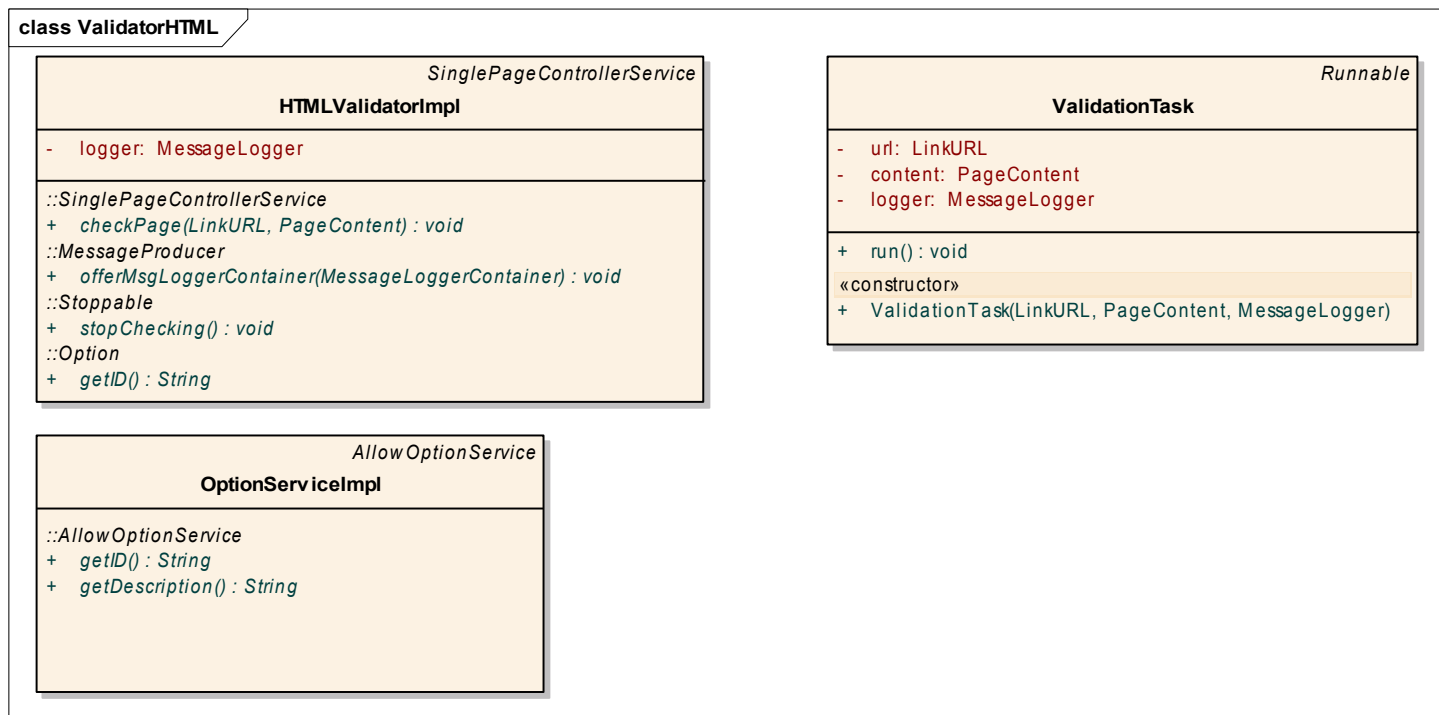 class ValidatorHTML
SinglePageControllerService
HTMLValidatorImpl
- logger: MessageLogger
::SinglePageControllerService
+ checkPage(LinkURL, PageContent) : void
::MessageProducer
+ offerMsgLoggerContainer(MessageLoggerContainer) : void
::Stoppable
+ stopChecking() : void
::Option
+ getID() : String
Runnable
ValidationTask
- url: LinkURL
- content: PageContent
- logger: MessageLogger
+ run() : void
«constructor»
+ ValidationTask(LinkURL, PageContent, MessageLogger)
AllowOptionService
OptionServiceImpl
::AllowOptionService
+ getID() : String
+ getDescription() : String